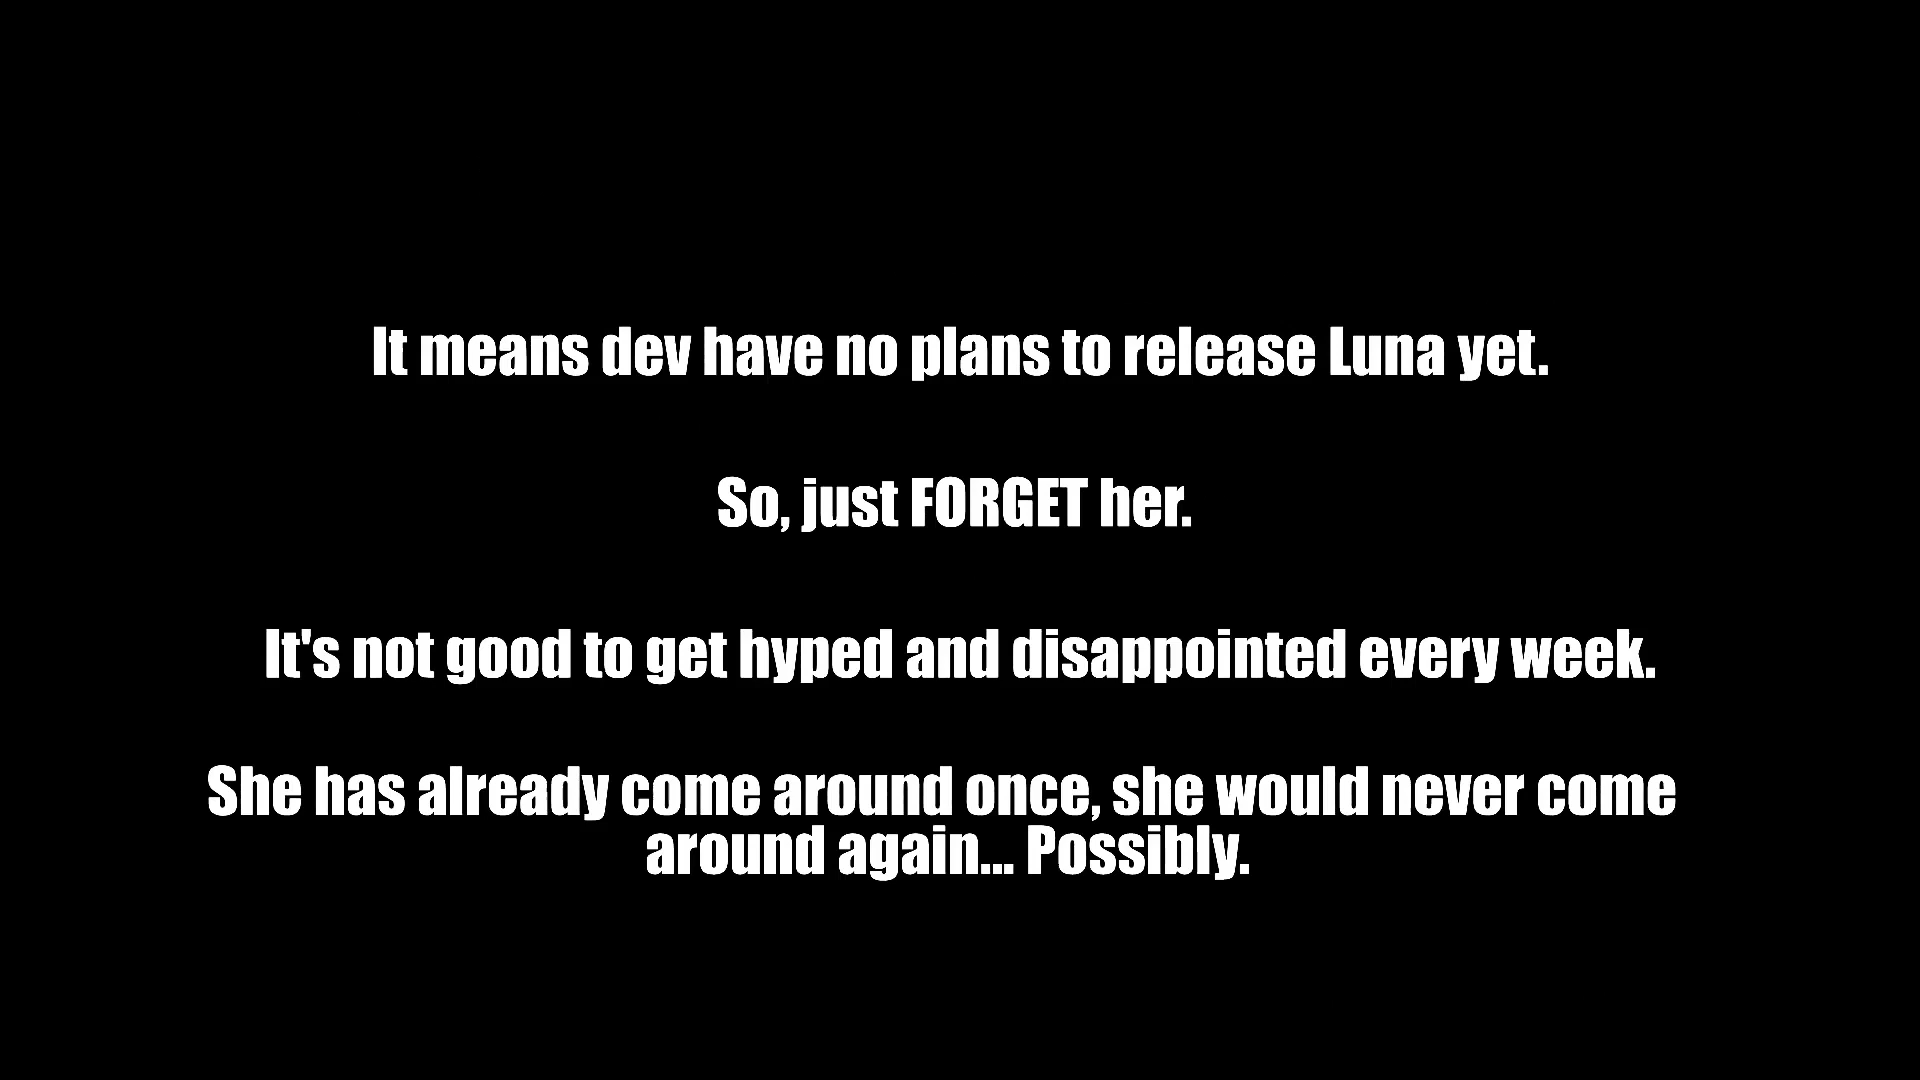 It means dev have no plans to release Luna yet.
So, just FORGET her.
It's not good to get hyped and disappointed every week.
She has already come around once, she would never come
around again... Possibly.